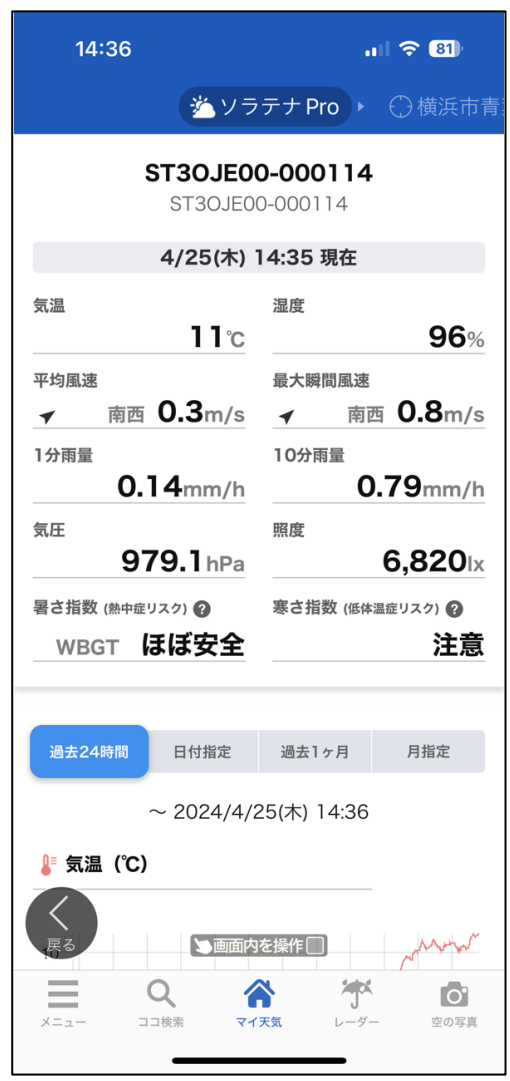 14:36
81
ソラテナPro
横浜市青
ST3OJE00-000114
ST3OJE00-000114
4/25(木) 14:35 現在
気温 湿度
11℃ 96%
平均風速 最大瞬間風速
南西 0.3m/s 南西 0.8m/s
1分雨量 10分雨量
0.14mm/h 0.79mm/h
気圧 照度
979.1hPa 6,820lx
暑さ指数 (熱中症リスク) ? 寒さ指数 (低体温症リスク) ?
WBGT ほぼ安全 注意
過去24時間 日付指定 過去1ヶ月 月指定
～ 2024/4/25(木) 14:36
気温（℃）
戻る
画面内を操作
メニュー ココ検索 マイ天気 レーダー 空の写真